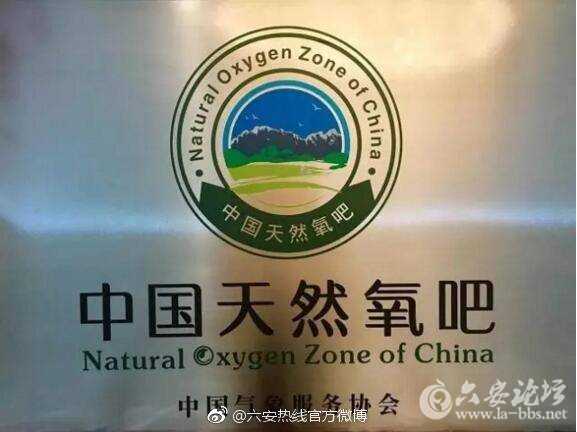 · Natural Oxygen Zone of China ·
中国天然氧吧
中国天然氧吧
Natural Oxygen Zone of China
中国气象服务协会
@六安热线官方微博
六安论坛
www.la-bbs.net